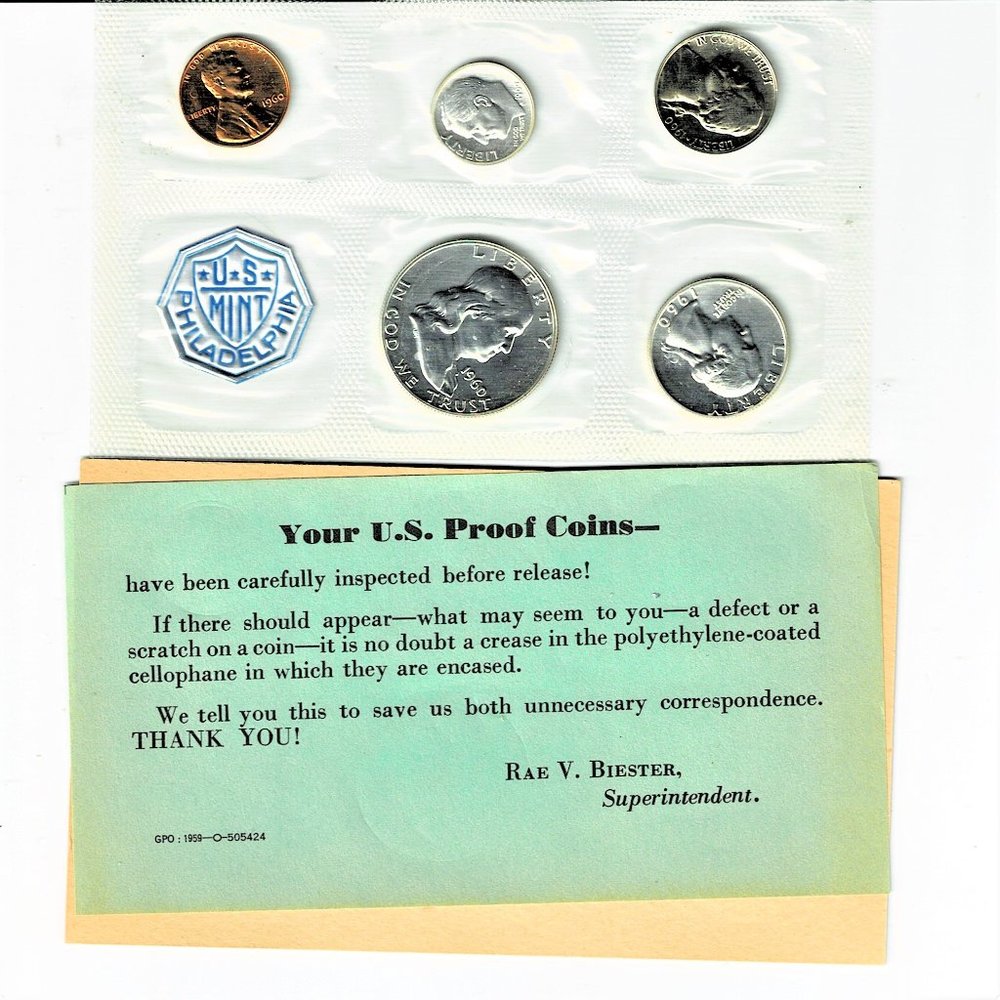 IN GOD WE TRUST
LIBERTY
1960
LIBERTY
IN GOD WE TRUST
LIBERTY · 1960
U★S
MINT
PHILADELPHIA
LIBERTY
IN GOD WE TRUST
1960
LIBERTY
IN GOD WE TRUST
1960
Your U.S. Proof Coins—
have been carefully inspected before release!
If there should appear—what may seem to you—a defect or a
scratch on a coin—it is no doubt a crease in the polyethylene-coated
cellophane in which they are encased.
We tell you this to save us both unnecessary correspondence.
THANK YOU!
RAE V. BIESTER,
Superintendent.
GPO : 1959—O-505424